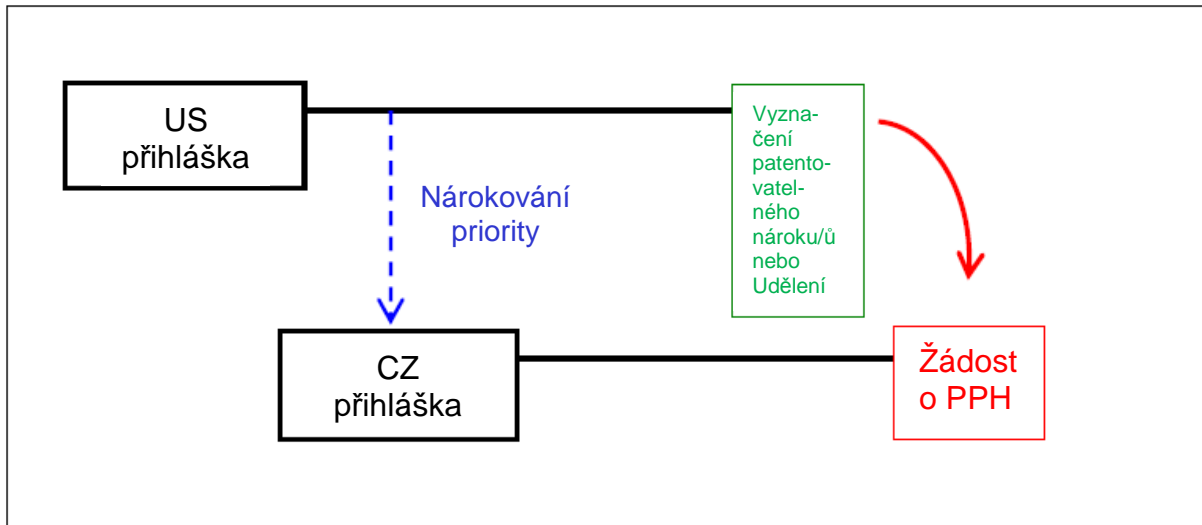 US
přihláška
Vyzna-
čení
patento-
vatel-
ného
nároku/ů
nebo
Udělení
Nárokování
priority
CZ
přihláška
Žádost
o PPH